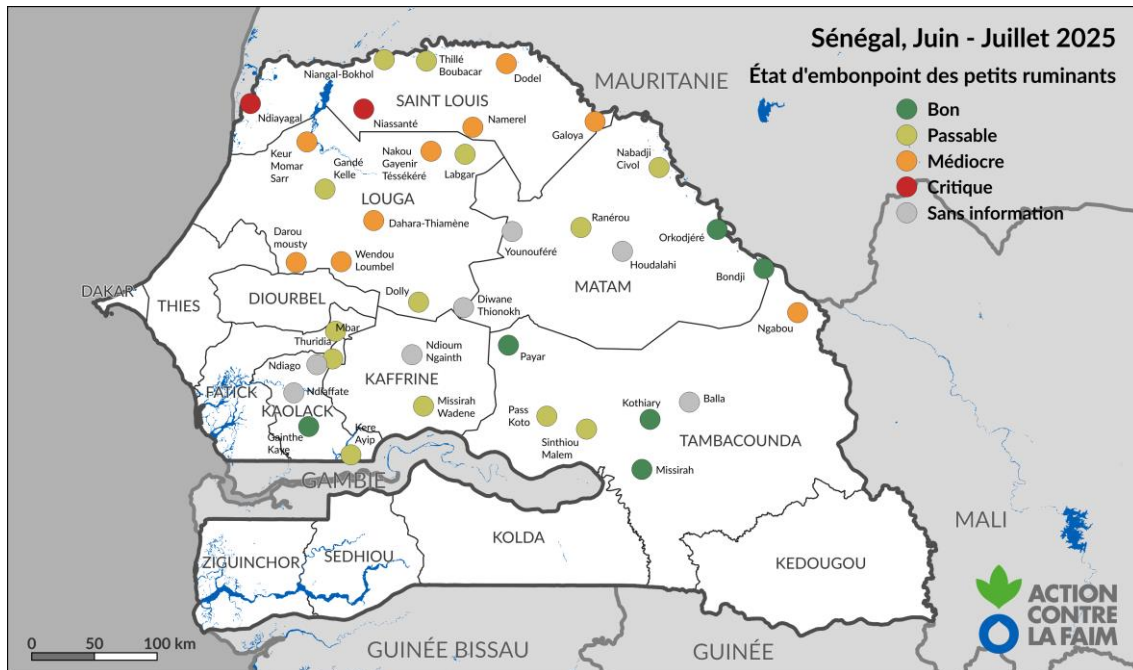 Sénégal, Juin - Juillet 2025
État d'embonpoint des petits ruminants
Bon
Passable
Médiocre
Critique
Sans information
MAURITANIE
Niangal-Bokhol
Thillé
Boubacar
Dodel
SAINT LOUIS
Ndiayagal
Niassanté
Namerel
Galoya
Keur
Momar
Sarr
Gandé
Kelle
Nakou
Gayenir
Téssékéré
Labgar
Nabadji
Civol
LOUGA
Dahara-Thiamène
Ranérou
Orkodjéré
Younouféré
Houdalahi
Darou
mousty
Wendou
Loumbel
Bondji
MATAM
DAKAR
THIES
DIOURBEL
Dolly
Diwane
Thionokh
Ngabou
Mbar
Thuridia
Ndiago
Ndioum
Ngainth
Payar
KAFFRINE
FATICK
Ndiaffate
KAOLACK
Missirah
Wadene
Pass
Koto
Kothiary
Balla
Gainthe
Kaye
Kere
Ayip
Sinthiou
Malem
TAMBACOUNDA
Missirah
GAMBIE
MALI
KOLDA
ZIGUINCHOR
SEDHIOU
KEDOUGOU
ACTION
CONTRE
LA FAIM
GUINÉE BISSAU
GUINÉE
0 50 100 km